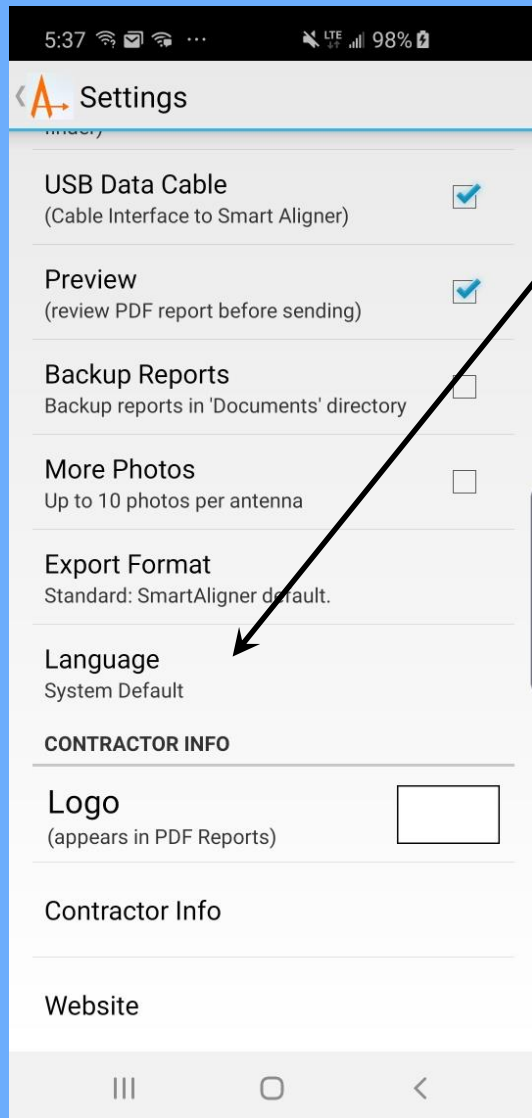 5:37 LTE 98%
Settings
finder)
USB Data Cable
(Cable Interface to Smart Aligner)
Preview
(review PDF report before sending)
Backup Reports
Backup reports in 'Documents' directory
More Photos
Up to 10 photos per antenna
Export Format
Standard: SmartAligner default.
Language
System Default
CONTRACTOR INFO
Logo
(appears in PDF Reports)
Contractor Info
Website